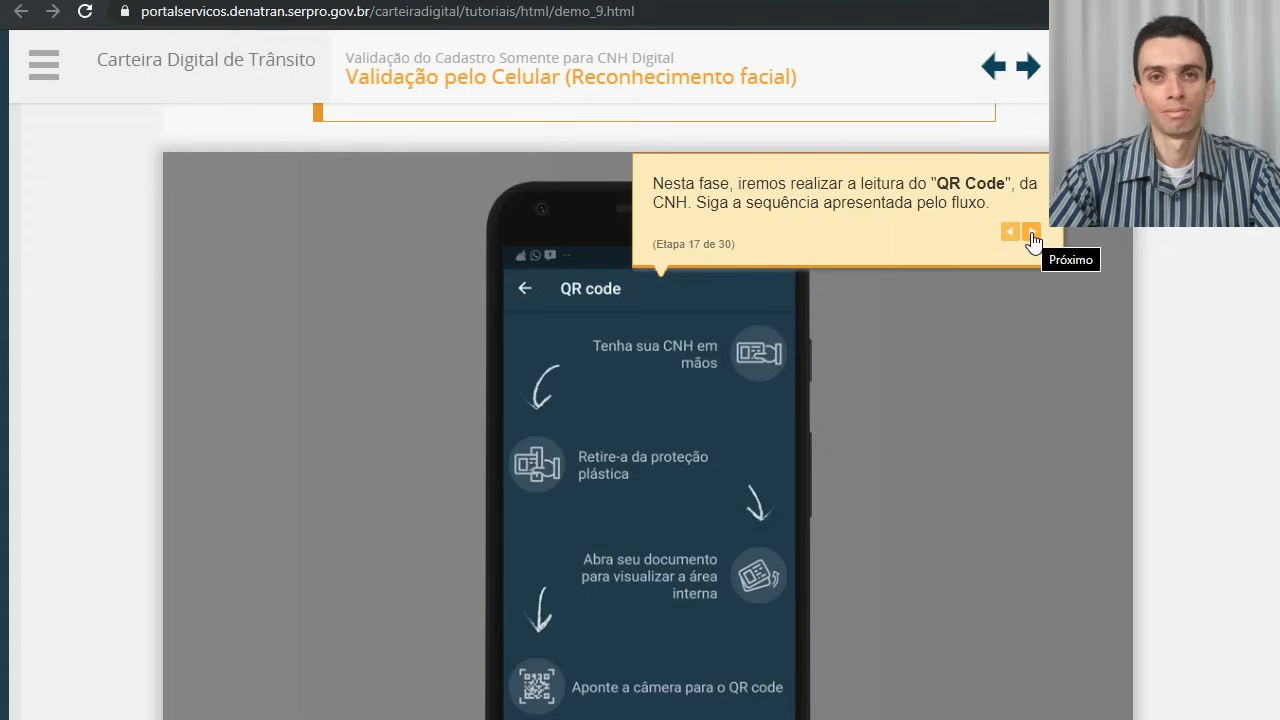 portalservicos.denatran.serpro.gov.br/carteiradigital/tutoriais/html/demo_9.html
Carteira Digital de Trânsito
Validação do Cadastro Somente para CNH Digital
Validação pelo Celular (Reconhecimento facial)
Nesta fase, iremos realizar a leitura do "QR Code", da
CNH. Siga a sequência apresentada pelo fluxo.
(Etapa 17 de 30)
Próximo
QR code
Tenha sua CNH em
mãos
Retire-a da proteção
plástica
Abra seu documento
para visualizar a área
interna
Aponte a câmera para o QR code